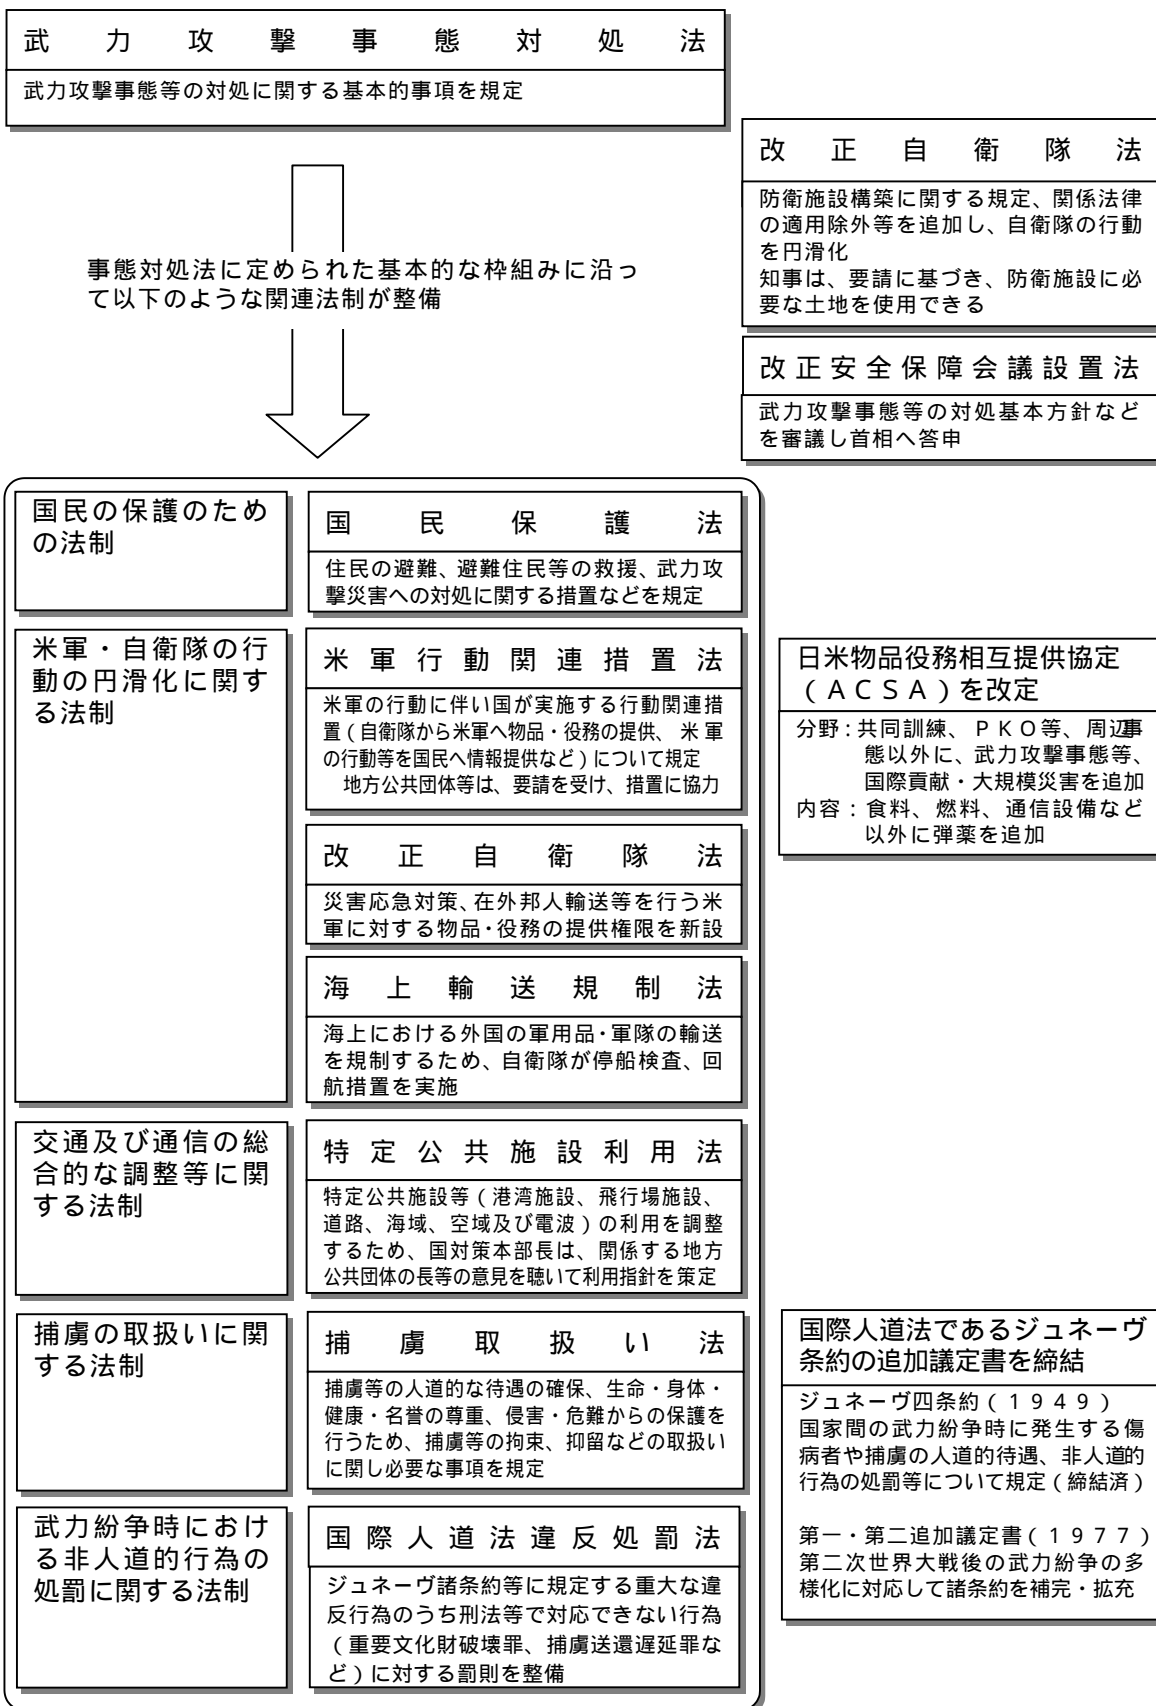 武力攻撃事態対処法
武力攻撃事態等の対処に関する基本的事項を規定
改正自衛隊法
防衛施設構築に関する規定、関係法律
の適用除外等を追加し、自衛隊の行動
を円滑化
知事は、要請に基づき、防衛施設に必
要な土地を使用できる
事態対処法に定められた基本的な枠組みに沿っ
て以下のような関連法制が整備
改正安全保障会議設置法
武力攻撃事態等の対処基本方針など
を審議し首相へ答申
国民の保護のため
の法制
国民保護法
住民の避難、避難住民等の救援、武力攻
撃災害への対処に関する措置などを規定
米軍・自衛隊の行
動の円滑化に関す
る法制
米軍行動関連措置法
米軍の行動に伴い国が実施する行動関連措
置(自衛隊から米軍へ物品・役務の提供、米軍
の行動等を国民へ情報提供など)について規定
地方公共団体等は、要請を受け、措置に協力
日米物品役務相互提供協定
(ACSA)を改定
分野:共同訓練、PKO等、周辺事
態以外に、武力攻撃事態等、
国際貢献・大規模災害を追加
内容:食料、燃料、通信設備など
以外に弾薬を追加
改正自衛隊法
災害応急対策、在外邦人輸送等を行う米
軍に対する物品・役務の提供権限を新設
海上輸送規制法
海上における外国の軍用品・軍隊の輸送
を規制するため、自衛隊が停船検査、回
航措置を実施
交通及び通信の総
合的な調整等に関
する法制
特定公共施設利用法
特定公共施設等(港湾施設、飛行場施設、
道路、海域、空域及び電波)の利用を調整
するため、国対策本部長は、関係する地方
公共団体の長等の意見を聴いて利用指針を策定
捕虜の取扱いに関
する法制
捕虜取扱い法
捕虜等の人道的な待遇の確保、生命・身体・
健康・名誉の尊重、侵害・危難からの保護を
行うため、捕虜等の拘束、抑留などの取扱い
に関し必要な事項を規定
国際人道法であるジュネーヴ
条約の追加議定書を締結
ジュネーヴ四条約(1949)
国家間の武力紛争時に発生する傷
病者や捕虜の人道的待遇、非人道的
行為の処罰等について規定(締結済)
第一・第二追加議定書(1977)
第二次世界大戦後の武力紛争の多
様化に対応して諸条約を補完・拡充
武力紛争時におけ
る非人道的行為の
処罰に関する法制
国際人道法違反処罰法
ジュネーヴ諸条約等に規定する重大な違
反行為のうち刑法等で対応できない行為
(重要文化財破壊罪、捕虜送還遅延罪な
ど)に対する罰則を整備